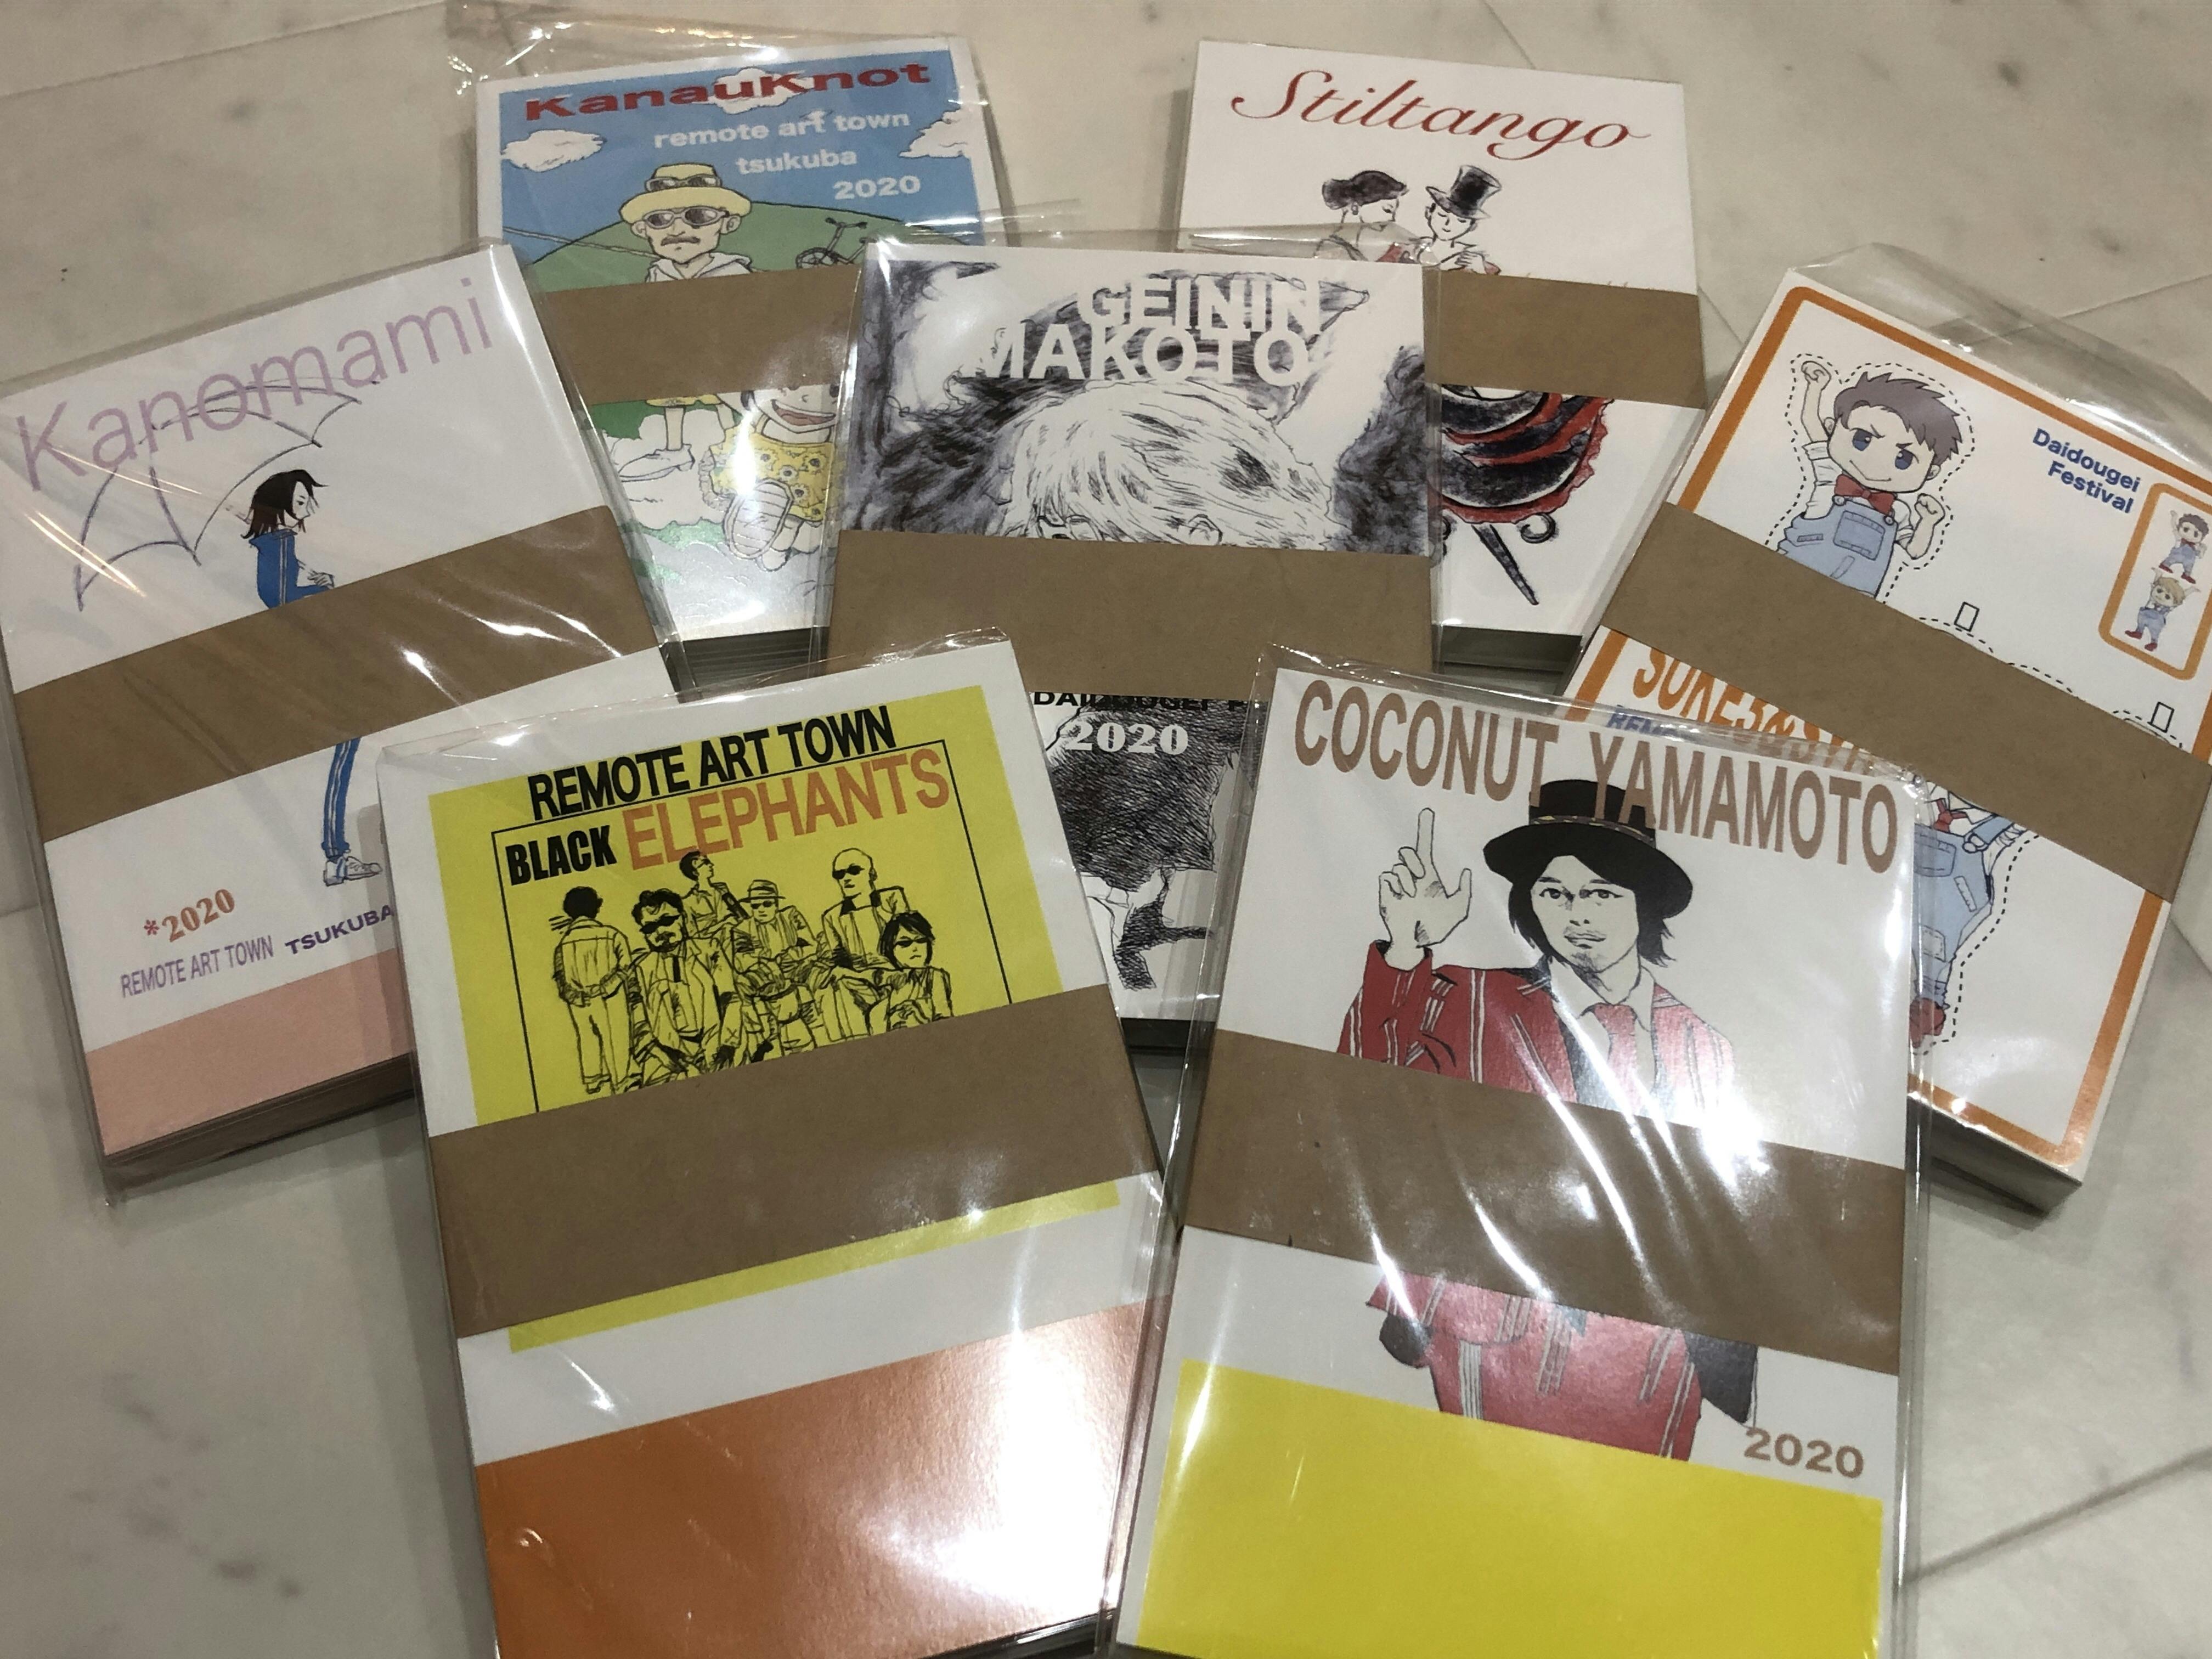 KanauKnot
remote art town
tsukuba
2020
Stiltango
Kanomami
*2020
REMOTE ART TOWN TSUKUBA
GEININ
MAKOTO
2020
Daidougei
Festival
REMOTE ART TOWN
BLACK ELEPHANTS
COCONUT YAMAMOTO
2020